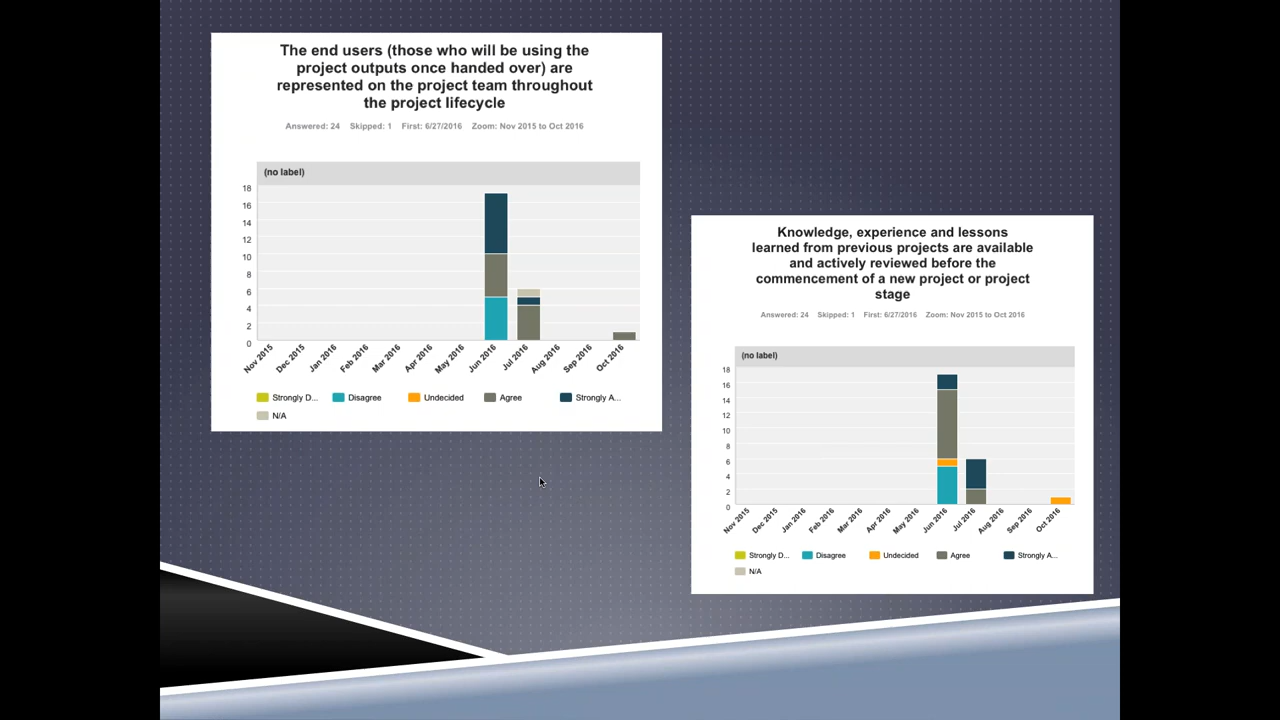 The end users (those who will be using the
project outputs once handed over) are
represented on the project team throughout
the project lifecycle
Answered: 24 Skipped: 1 First: 6/27/2016 Zoom: Nov 2015 to Oct 2016
(no label)
18
16
14
12
10
8
6
4
2
0
Nov 2015 Dec 2015 Jan 2016 Feb 2016 Mar 2016 Apr 2016 May 2016 Jun 2016 Jul 2016 Aug 2016 Sep 2016 Oct 2016
Strongly D... Disagree Undecided Agree Strongly A...
N/A
Knowledge, experience and lessons
learned from previous projects are available
and actively reviewed before the
commencement of a new project or project
stage
Answered: 24 Skipped: 1 First: 6/27/2016 Zoom: Nov 2015 to Oct 2016
(no label)
18
16
14
12
10
8
6
4
2
0
Nov 2015 Dec 2015 Jan 2016 Feb 2016 Mar 2016 Apr 2016 May 2016 Jun 2016 Jul 2016 Aug 2016 Sep 2016 Oct 2016
Strongly D... Disagree Undecided Agree Strongly A...
N/A